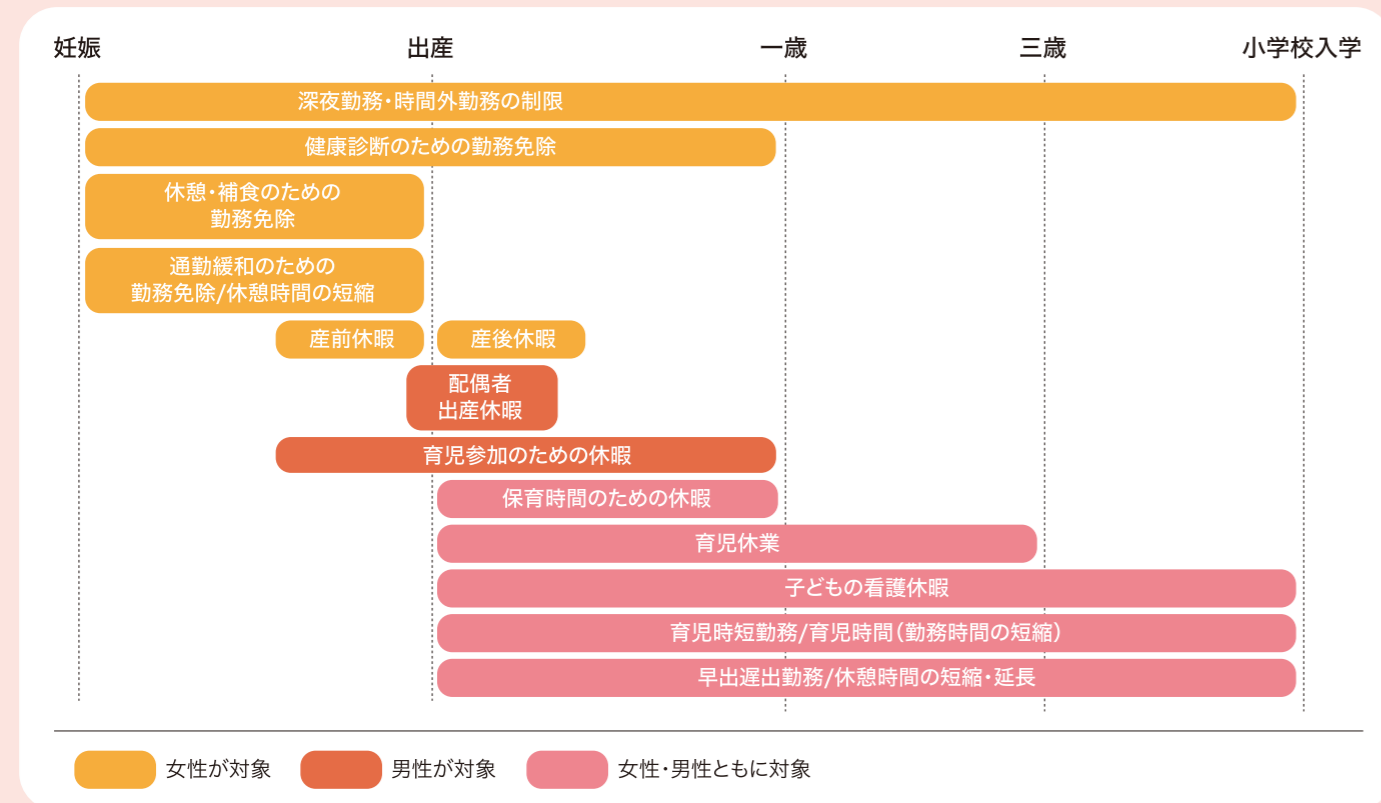 妊娠 出産 一歳 三歳 小学校入学
深夜勤務・時間外勤務の制限
健康診断のための勤務免除
休憩・補食のための
勤務免除
通勤緩和のための
勤務免除/休憩時間の短縮
産前休暇 産後休暇
配偶者
出産休暇
育児参加のための休暇
保育時間のための休暇
育児休業
子どもの看護休暇
育児時短勤務/育児時間(勤務時間の短縮)
早出遅出勤務/休憩時間の短縮・延長
女性が対象 男性が対象 女性・男性ともに対象